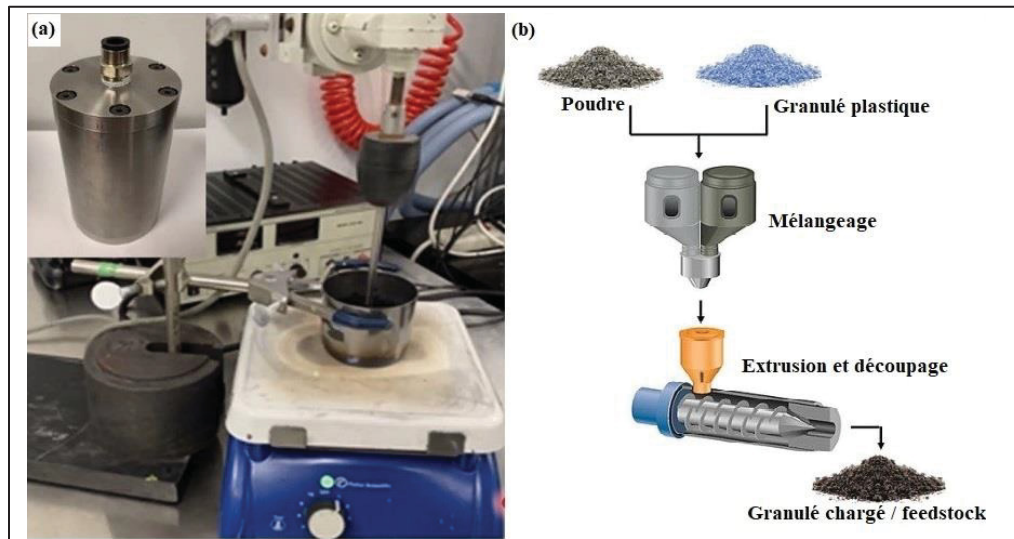 (a)
(b)
Poudre
Granulé plastique
Mélangeage
Extrusion et découpage
Granulé chargé / feedstock